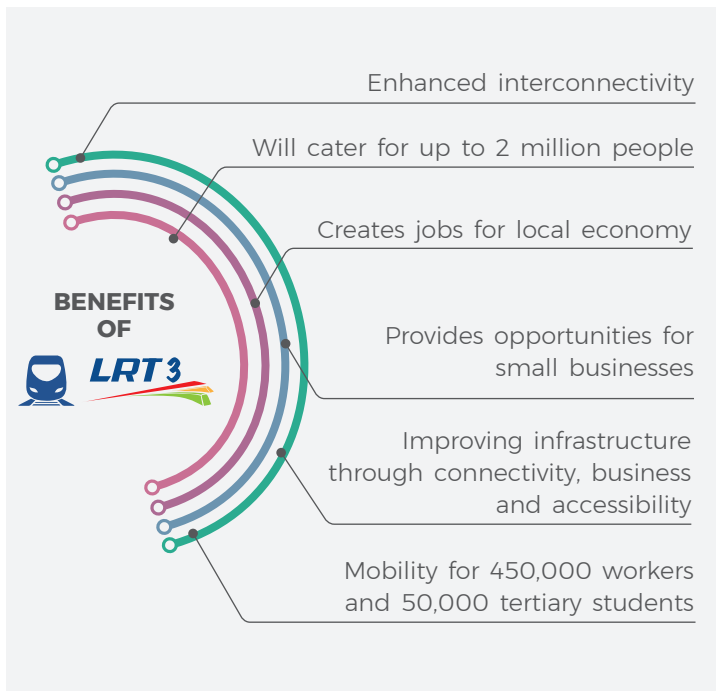 Enhanced interconnectivity
Will cater for up to 2 million people
Creates jobs for local economy
BENEFITS
OF
LRT 3
Provides opportunities for
small businesses
Improving infrastructure
through connectivity, business
and accessibility
Mobility for 450,000 workers
and 50,000 tertiary students